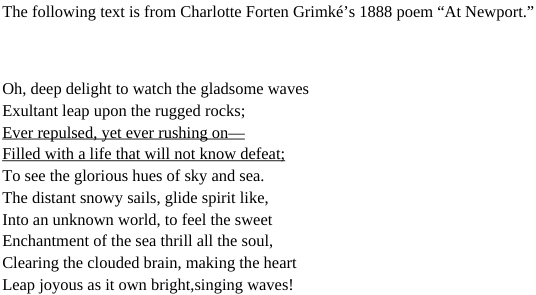 The following text is from Charlotte Forten Grimké’s 1888 poem “At Newport.”
Oh, deep delight to watch the gladsome waves
Exultant leap upon the rugged rocks;
Ever repulsed, yet ever rushing on—
Filled with a life that will not know defeat;
To see the glorious hues of sky and sea.
The distant snowy sails, glide spirit like,
Into an unknown world, to feel the sweet
Enchantment of the sea thrill all the soul,
Clearing the clouded brain, making the heart
Leap joyous as it own bright,singing waves!